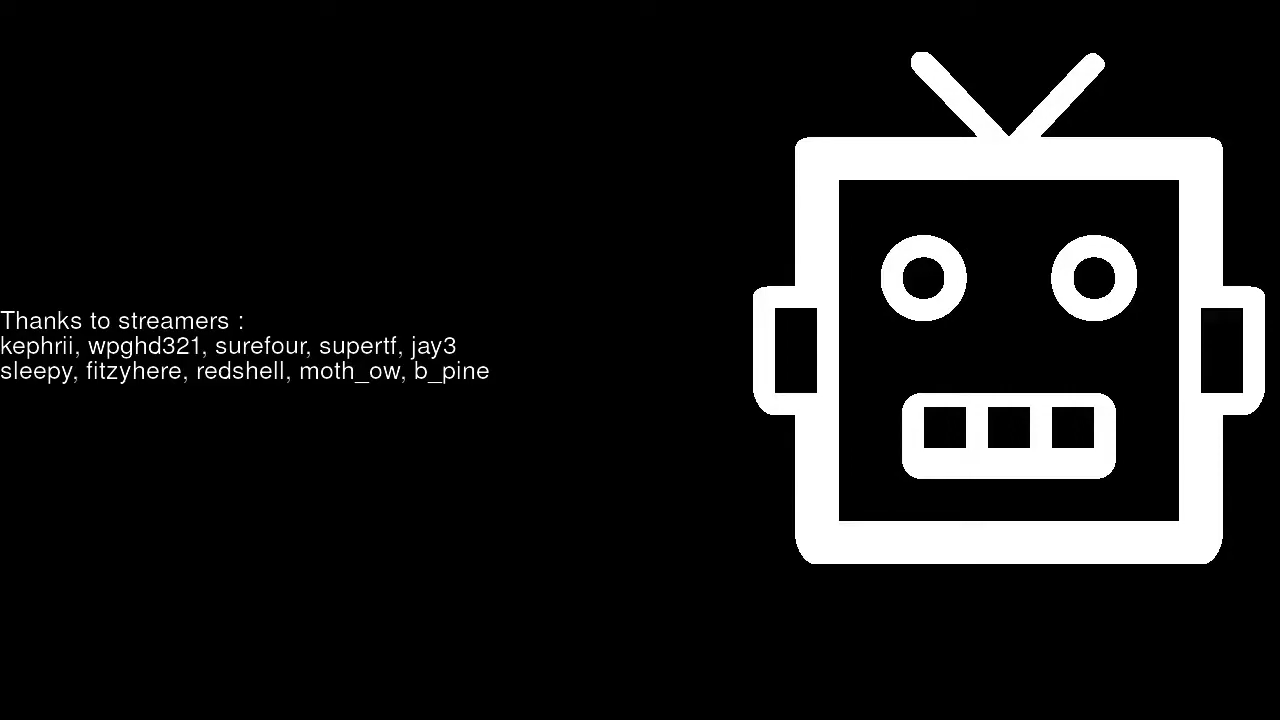 Thanks to streamers :
kephrii, wpghd321, surefour, supertf, jay3
sleepy, fitzyhere, redshell, moth_ow, b_pine